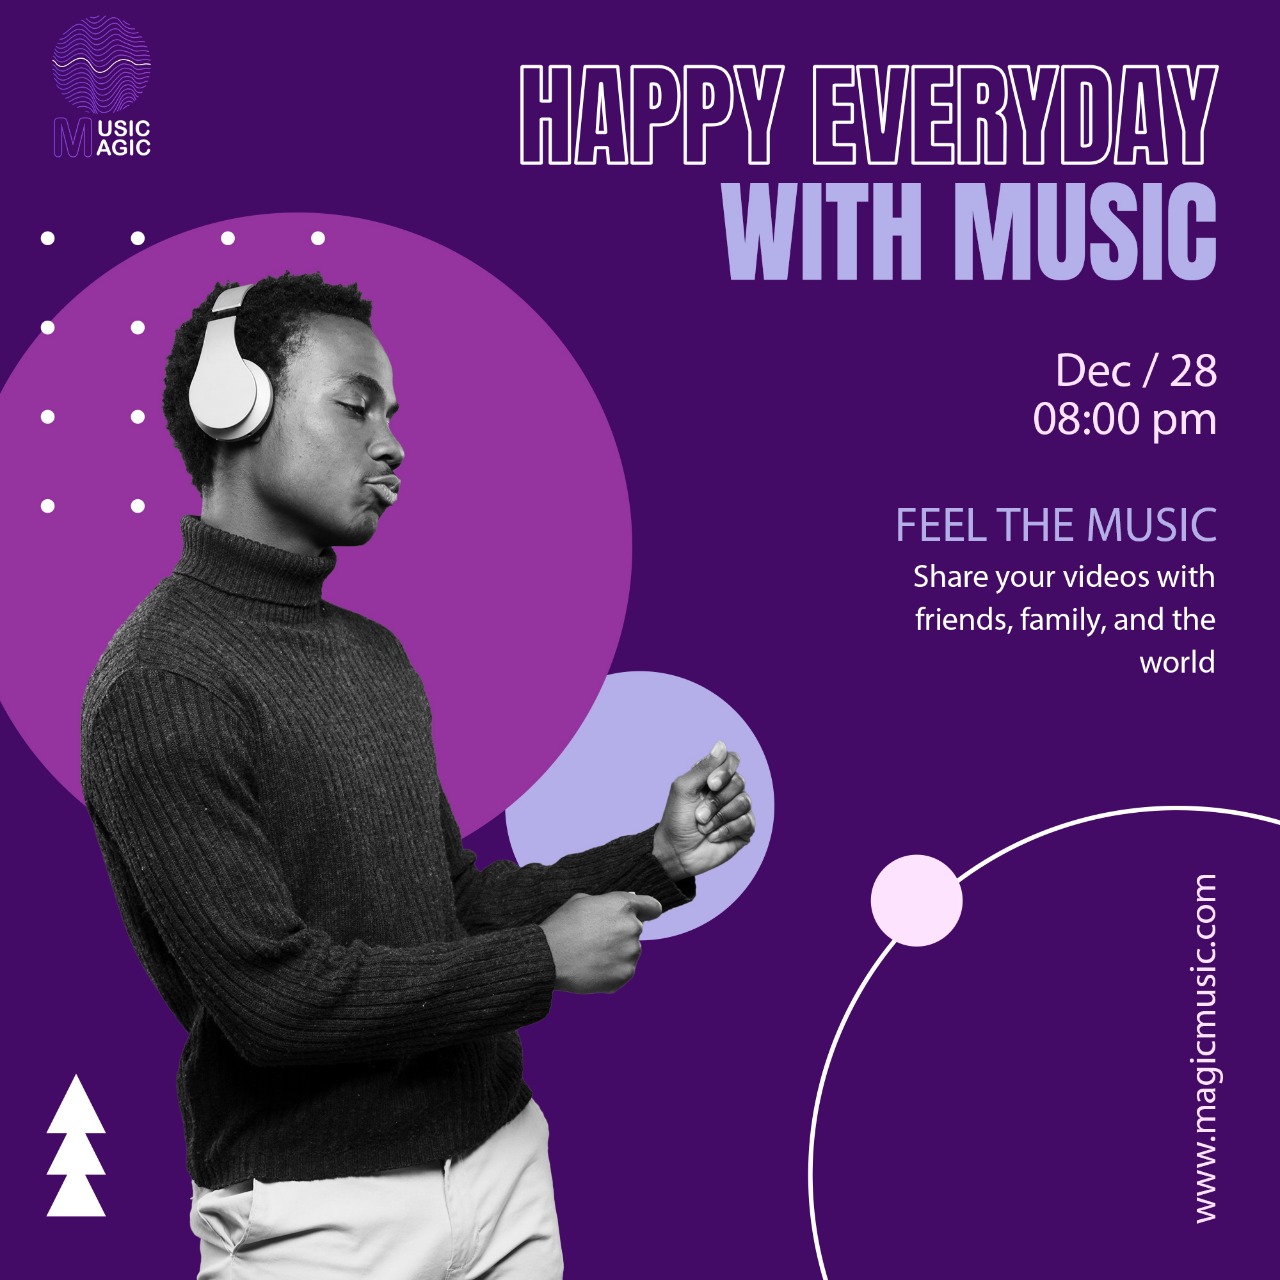 MUSIC
MAGIC
HAPPY EVERYDAY
WITH MUSIC
Dec / 28
08:00 pm
FEEL THE MUSIC
Share your videos with
friends, family, and the
world
www.magicmusic.com